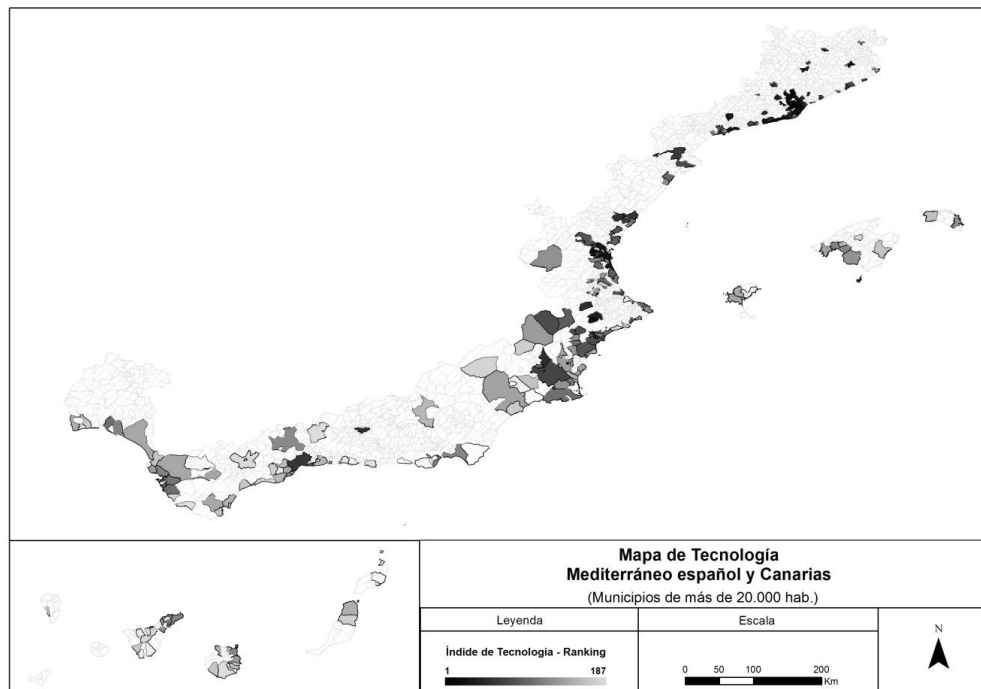 Mapa de Tecnología
Mediterráneo español y Canarias
(Municipios de más de 20.000 hab.)
Leyenda
Escala
Índide de Tecnología - Ranking
1 187
0 50 100 200
Km
N